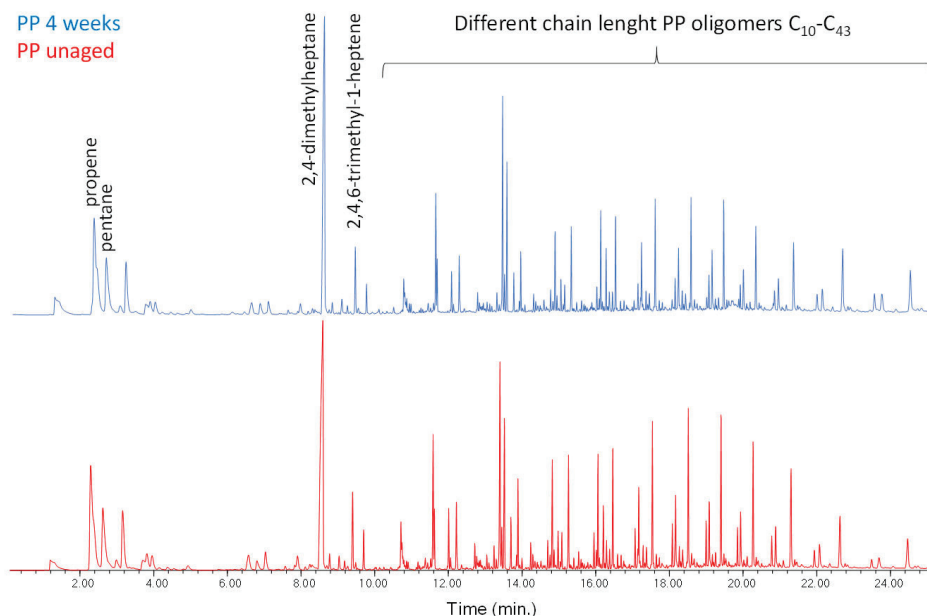 PP 4 weeks
PP unaged
Different chain lenght PP oligomers C₁₀-C₄₃
propene
pentane
2,4-dimethylheptane
2,4,6-trimethyl-1-heptene
2.00 4.00 6.00 8.00 10.00 12.00 14.00 16.00 18.00 20.00 22.00 24.00
Time (min.)